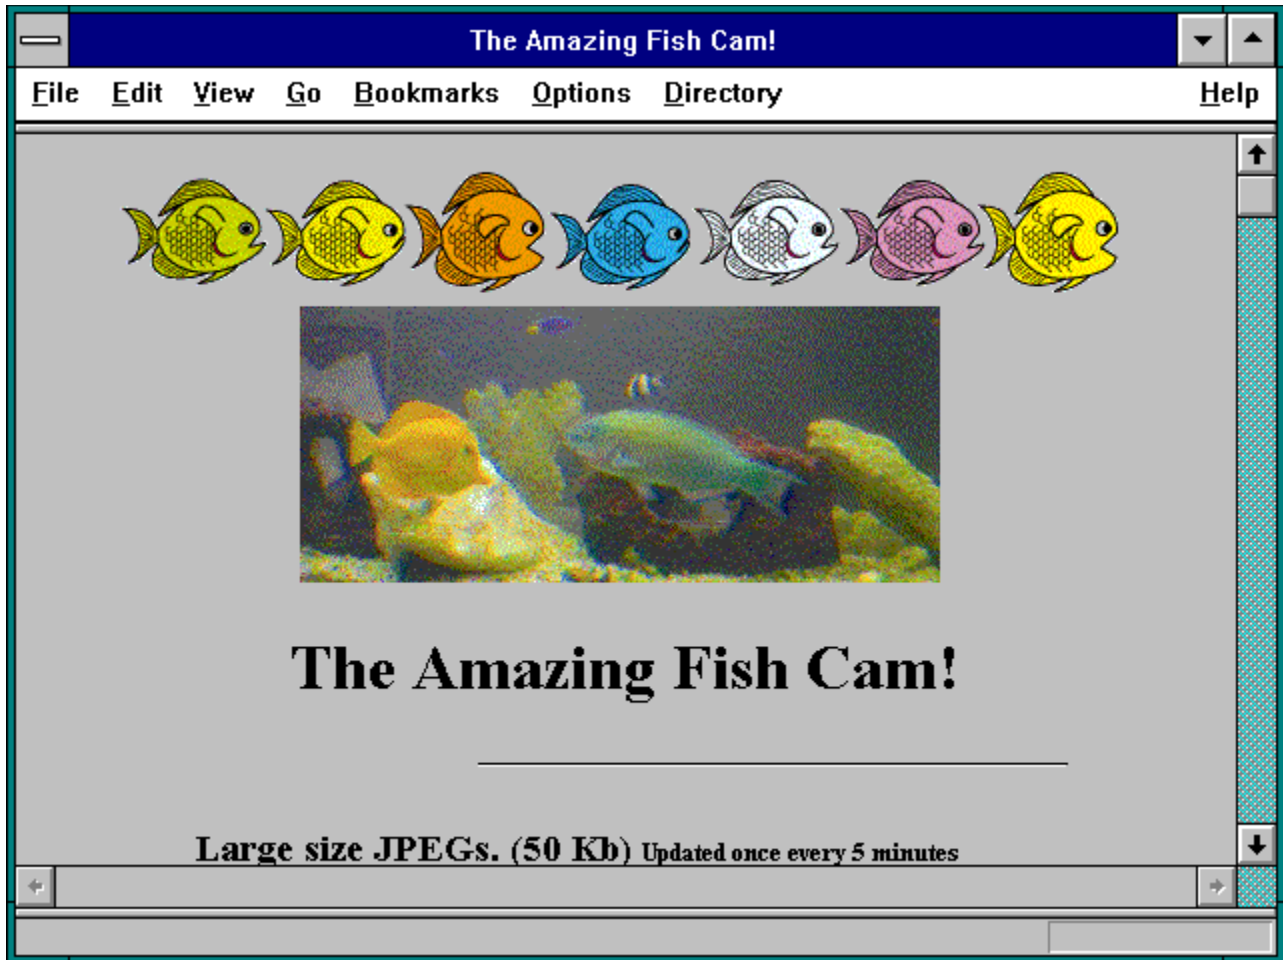 The Amazing Fish Cam!
File Edit View Go Bookmarks Options Directory Help
The Amazing Fish Cam!
Large size JPEGs. (50 Kb) Updated once every 5 minutes